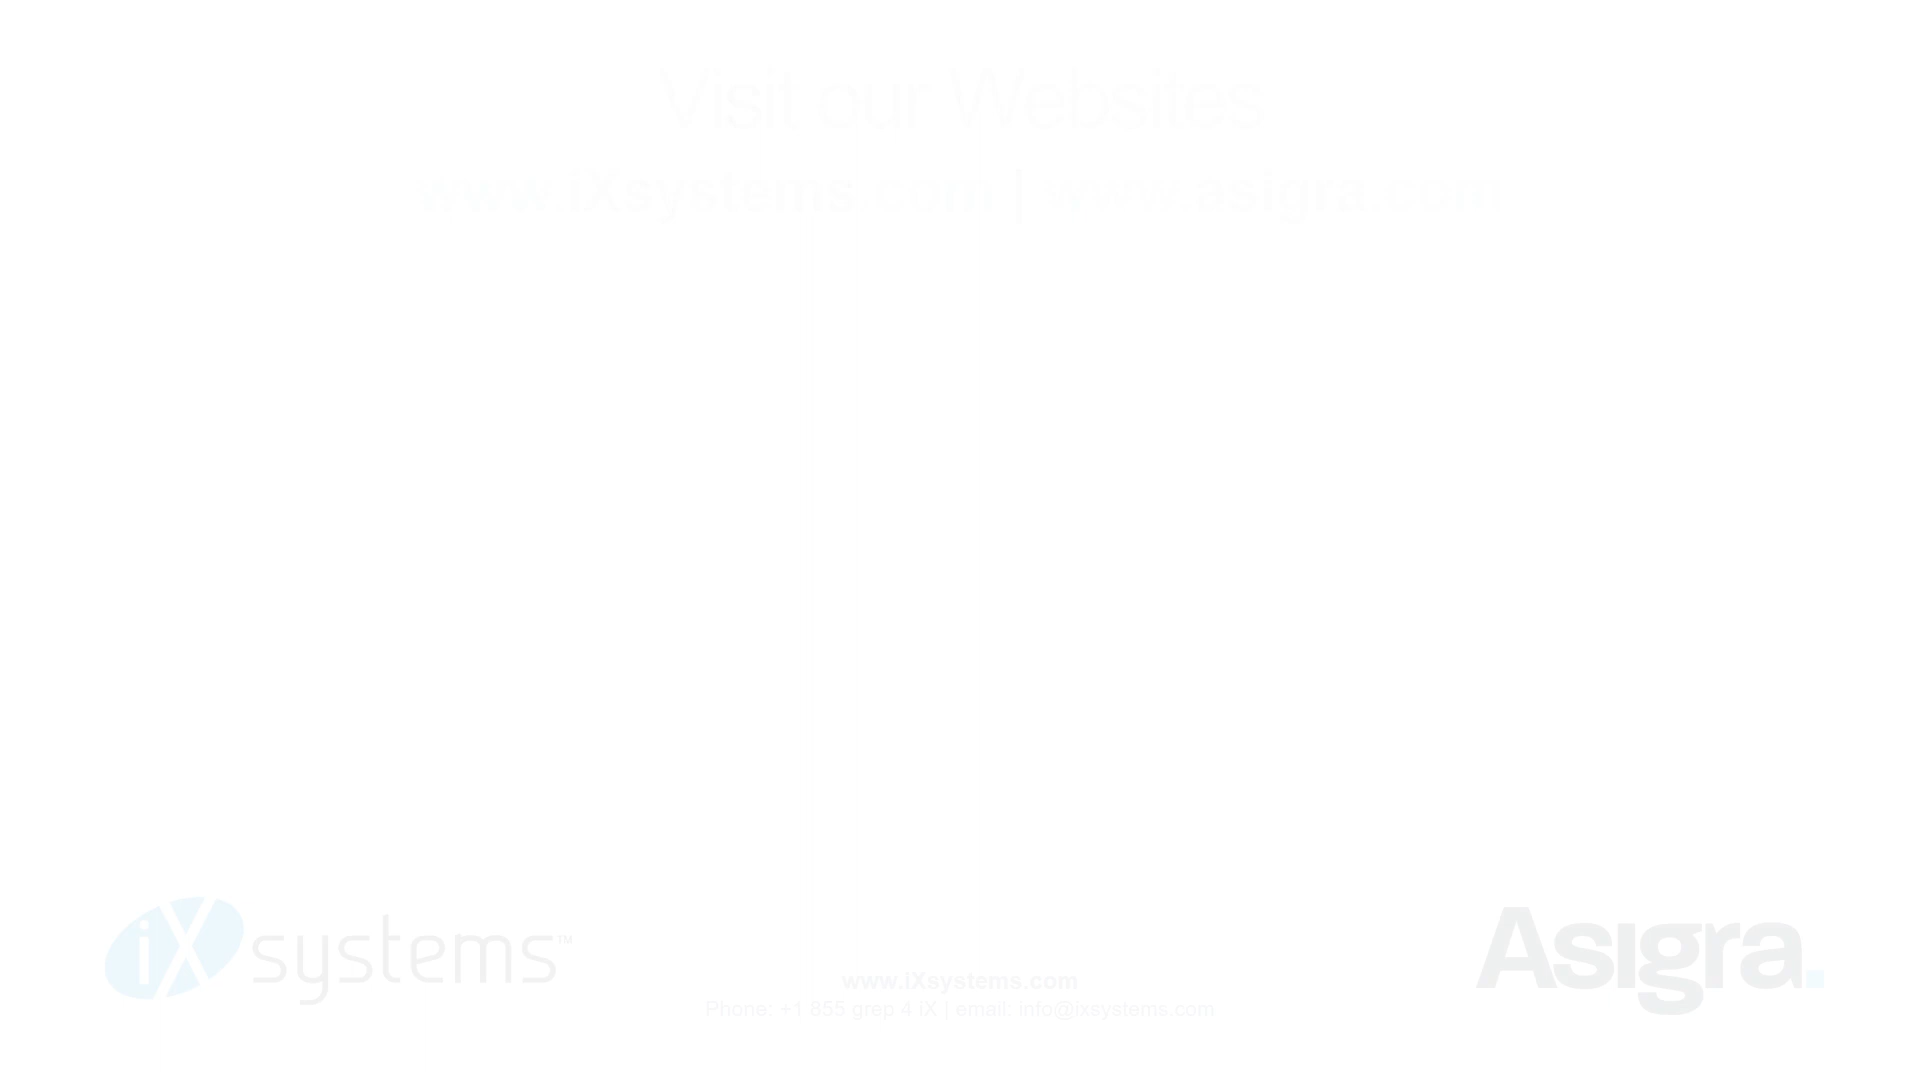 Visit our Websites
www.iXsystems.com | www.asigra.com
iXsystems™
Asigra.
www.iXsystems.com
Phone: +1 855 grep 4 iX | email: info@ixsystems.com